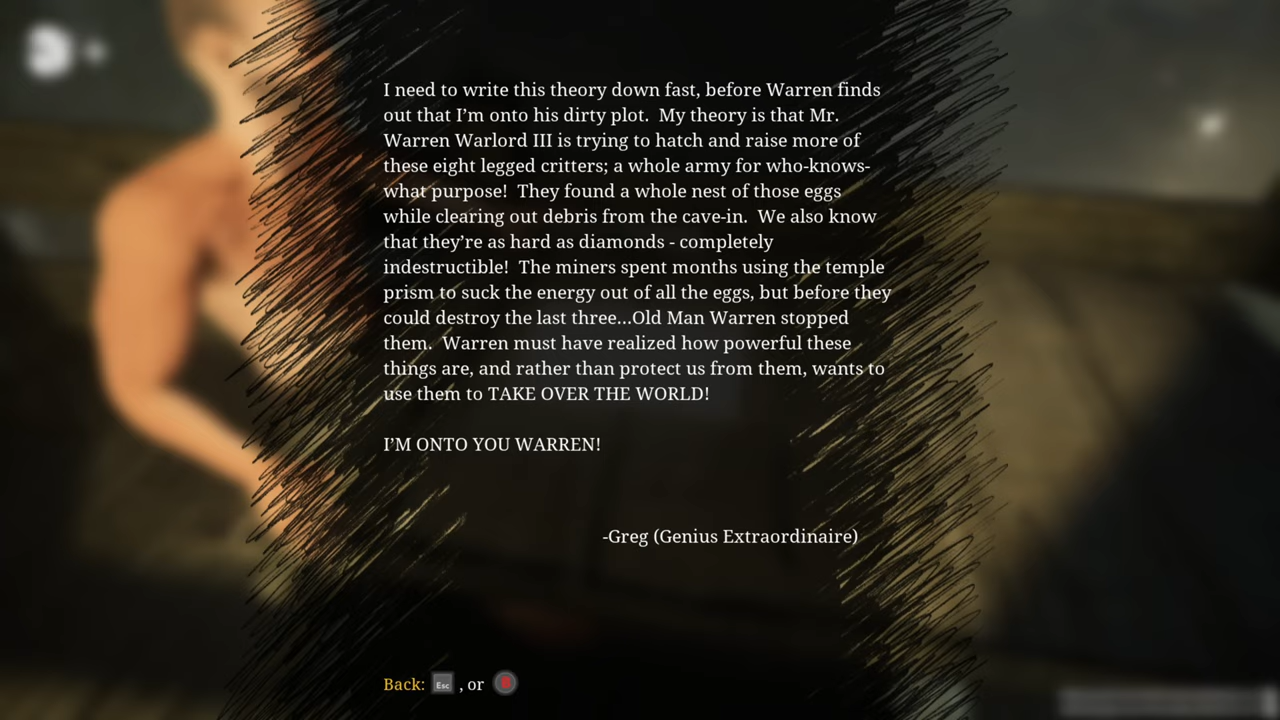 I need to write this theory down fast, before Warren finds
out that I’m onto his dirty plot.  My theory is that Mr.
Warren Warlord III is trying to hatch and raise more of
these eight legged critters; a whole army for who-knows-
what purpose!  They found a whole nest of those eggs
while clearing out debris from the cave-in.  We also know
that they’re as hard as diamonds - completely
indestructible!  The miners spent months using the temple
prism to suck the energy out of all the eggs, but before they
could destroy the last three...Old Man Warren stopped
them.  Warren must have realized how powerful these
things are, and rather than protect us from them, wants to
use them to TAKE OVER THE WORLD!
I’M ONTO YOU WARREN!
-Greg (Genius Extraordinaire)
Back: Esc , or B